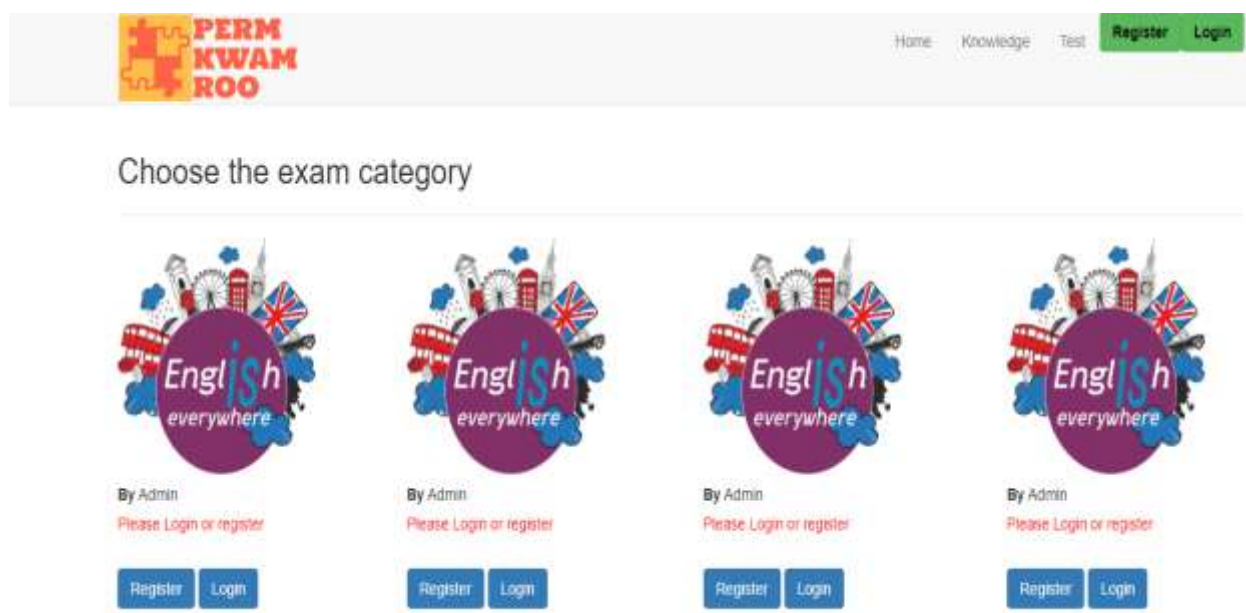 PERM
KWAM
ROO
Home Knowledge Test Register Login
Choose the exam category
English everywhere
English everywhere
English everywhere
English everywhere
By Admin By Admin By Admin By Admin
Please Login or register Please Login or register Please Login or register Please Login or register
Register Login Register Login Register Login Register Login